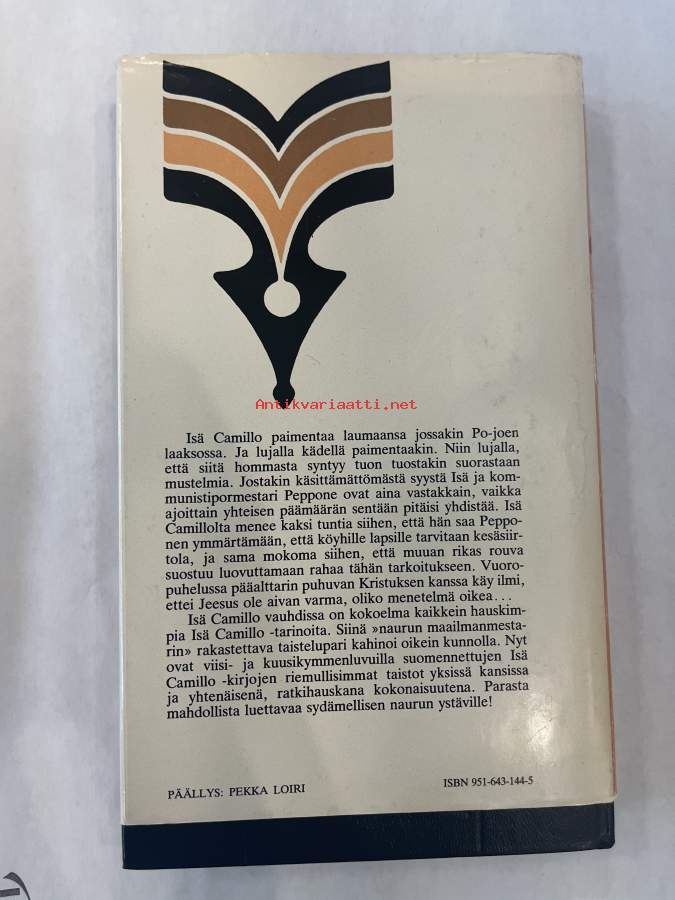 Antikvariaatti.net
Isä Camillo paimentaa laumaansa jossakin Po-joen
laaksossa. Ja lujalla kädellä paimentaakin. Niin lujalla,
että siitä hommasta syntyy tuon tuostakin suorastaan
mustelmia. Jostakin käsittämättömästä syystä Isä ja kom-
munistipormestari Peppone ovat aina vastakkain, vaikka
ajoittain yhteisen päämäärän sentään pitäisi yhdistää. Isä
Camillolta menee kaksi tuntia siihen, että hän saa Peppo-
nen ymmärtämään, että köyhille lapsille tarvitaan kesäsiir-
tola, ja sama mokoma siihen, että muuan rikas rouva
suostuu luovuttamaan rahaa tähän tarkoitukseen. Vuoro-
puhelussa pääalttarin puhuvan Kristuksen kanssa käy ilmi,
ettei Jeesus ole aivan varma, oliko menetelmä oikea...
Isä Camillo vauhdissa on kokoelma kaikkein hauskim-
pia Isä Camillo -tarinoita. Siinä »naurun maailmanmesta-
rin» rakastettava taistelupari kahinoi oikein kunnolla. Nyt
ovat viisi- ja kuusikymmenluvuilla suomennettujen Isä
Camillo -kirjojen riemullisimmat taistot yksissä kansissa
ja yhtenäisenä, ratkihauskana kokonaisuutena. Parasta
mahdollista luettavaa sydämellisen naurun ystäville!
PÄÄLLYS: PEKKA LOIRI
ISBN 951-643-144-5